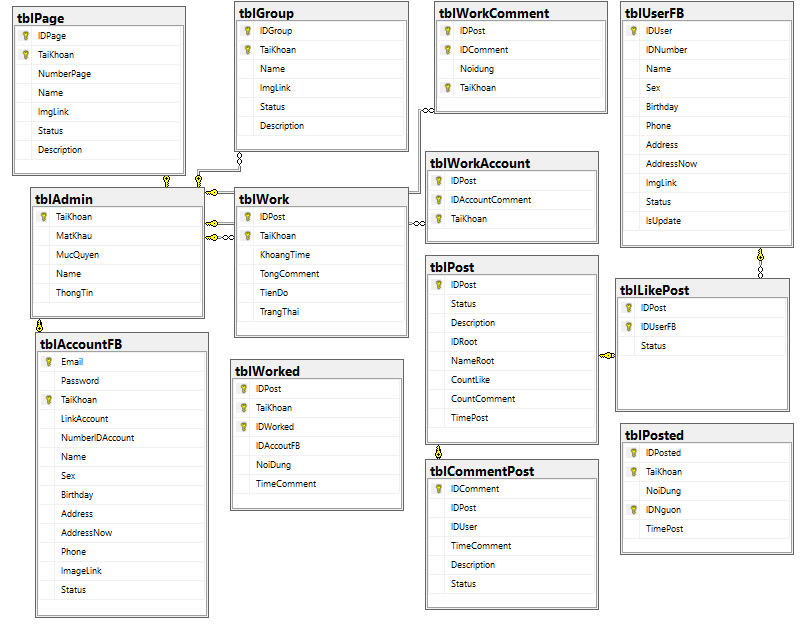 tblPage
IDPage
TaiKhoan
NumberPage
Name
ImgLink
Status
Description
tblGroup
IDGroup
TaiKhoan
Name
ImgLink
Status
Description
tblWorkComment
IDPost
IDComment
Noidung
TaiKhoan
tblUserFB
IDUser
IDNumber
Name
Sex
Birthday
Phone
Address
AddressNow
ImgLink
Status
IsUpdate
tblWorkAccount
IDPost
IDAccountComment
TaiKhoan
tblAdmin
TaiKhoan
MatKhau
MucQuyen
Name
ThongTin
tblWork
IDPost
TaiKhoan
KhoangTime
TongComment
TienDo
TrangThai
tblPost
IDPost
Status
Description
IDRoot
NameRoot
CountLike
CountComment
TimePost
tblLikePost
IDPost
IDUserFB
Status
tblAccountFB
Email
Password
TaiKhoan
LinkAccount
NumberIDAccount
Name
Sex
Birthday
Address
AddressNow
Phone
ImageLink
Status
tblWorked
IDPost
TaiKhoan
IDWorked
IDAccoutFB
NoiDung
TimeComment
tblCommentPost
IDComment
IDPost
IDUser
TimeComment
Description
Status
tblPosted
IDPosted
TaiKhoan
NoiDung
IDNguon
TimePost